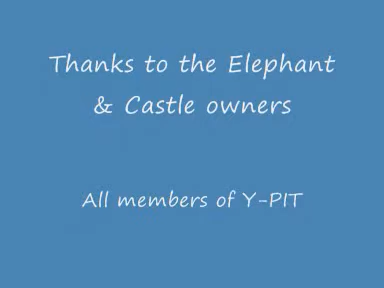 Thanks to the Elephant
& Castle owners
All members of Y-PIT